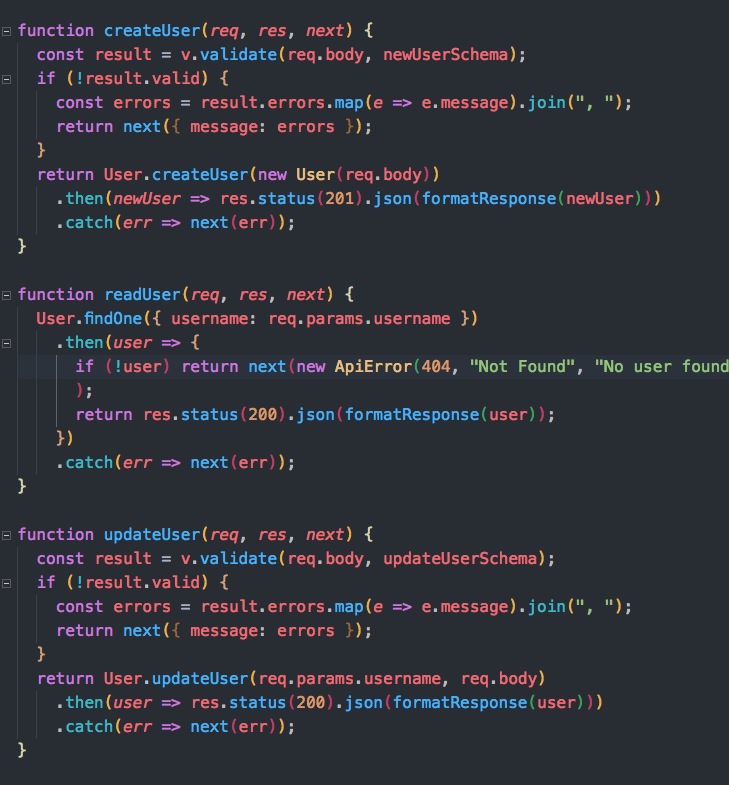 function createUser(req, res, next) {
  const result = v.validate(req.body, newUserSchema);
  if (!result.valid) {
    const errors = result.errors.map(e => e.message).join(", ");
    return next({ message: errors });
  }
  return User.createUser(new User(req.body))
    .then(newUser => res.status(201).json(formatResponse(newUser)))
    .catch(err => next(err));
}
function readUser(req, res, next) {
  User.findOne({ username: req.params.username })
    .then(user => {
      if (!user) return next(new ApiError(404, "Not Found", "No user found
      );
      return res.status(200).json(formatResponse(user));
    })
    .catch(err => next(err));
}
function updateUser(req, res, next) {
  const result = v.validate(req.body, updateUserSchema);
  if (!result.valid) {
    const errors = result.errors.map(e => e.message).join(", ");
    return next({ message: errors });
  }
  return User.updateUser(req.params.username, req.body)
    .then(user => res.status(200).json(formatResponse(user)))
    .catch(err => next(err));
}